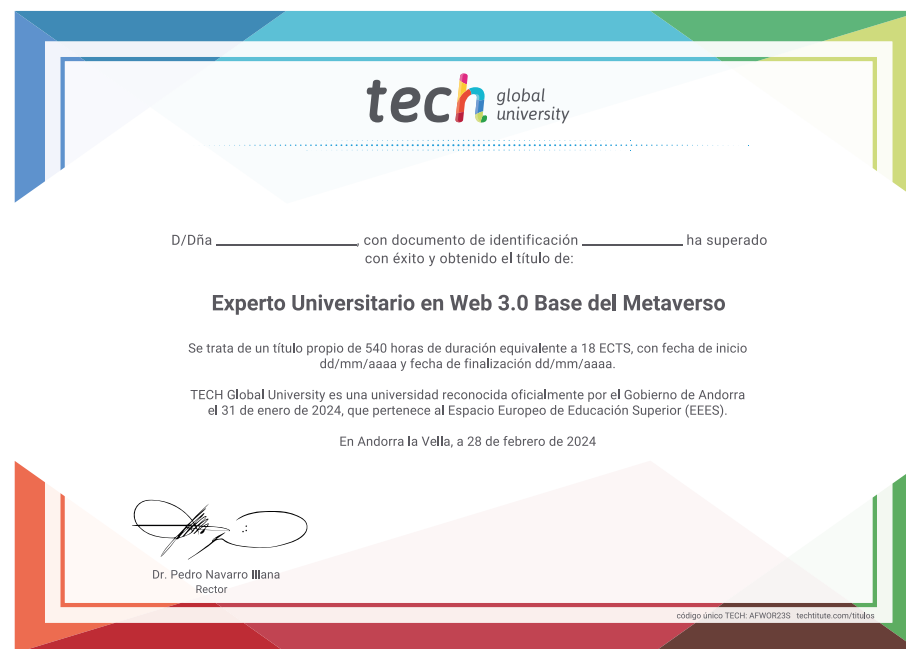 tech global university
D/Dña ________________, con documento de identificación ____________ ha superado
con éxito y obtenido el título de:
Experto Universitario en Web 3.0 Base del Metaverso
Se trata de un título propio de 540 horas de duración equivalente a 18 ECTS, con fecha de inicio
dd/mm/aaaa y fecha de finalización dd/mm/aaaa.
TECH Global University es una universidad reconocida oficialmente por el Gobierno de Andorra
el 31 de enero de 2024, que pertenece al Espacio Europeo de Educación Superior (EEES).
En Andorra la Vella, a 28 de febrero de 2024
Dr. Pedro Navarro Illana
Rector
código único TECH: AFWOR23S techtitute.com/titulos